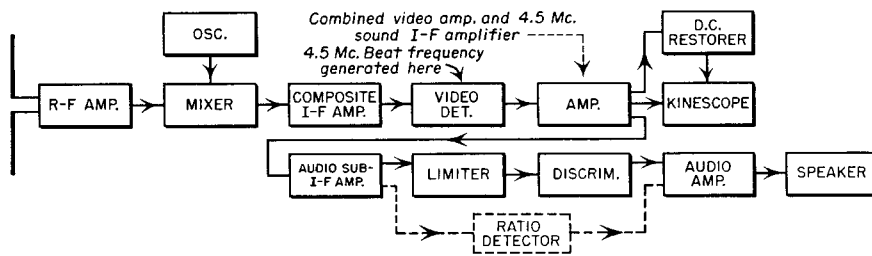 Combined video amp. and 4.5 Mc.
sound I-F amplifier
4.5 Mc. Beat frequency
generated here
OSC.
D.C.
RESTORER
R-F AMP.
MIXER
COMPOSITE
I-F AMP.
VIDEO
DET.
AMP.
KINESCOPE
AUDIO SUB-
I-F AMP.
LIMITER
DISCRIM.
AUDIO
AMP.
SPEAKER
RATIO
DETECTOR